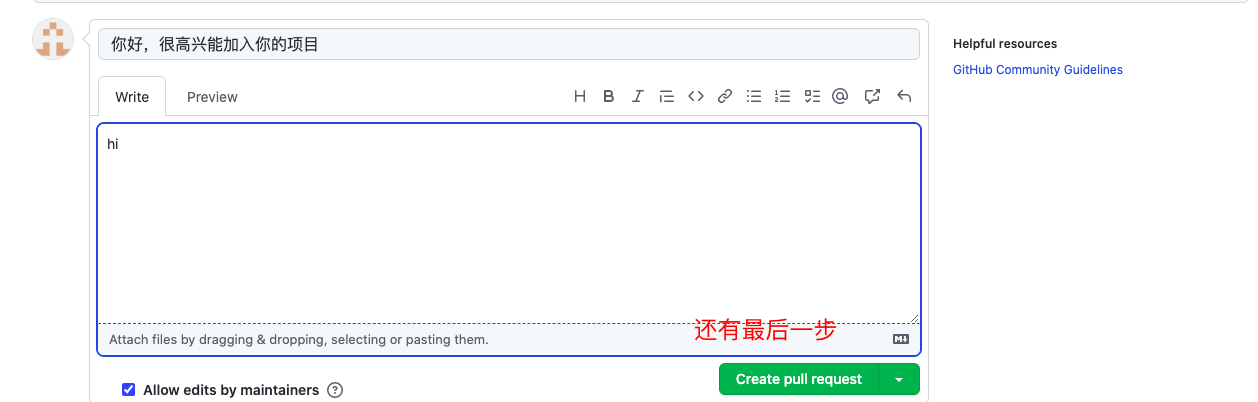 你好，很高兴能加入你的项目
Helpful resources
GitHub Community Guidelines
Write Preview
hi
还有最后一步
Attach files by dragging & dropping, selecting or pasting them.
Create pull request
Allow edits by maintainers